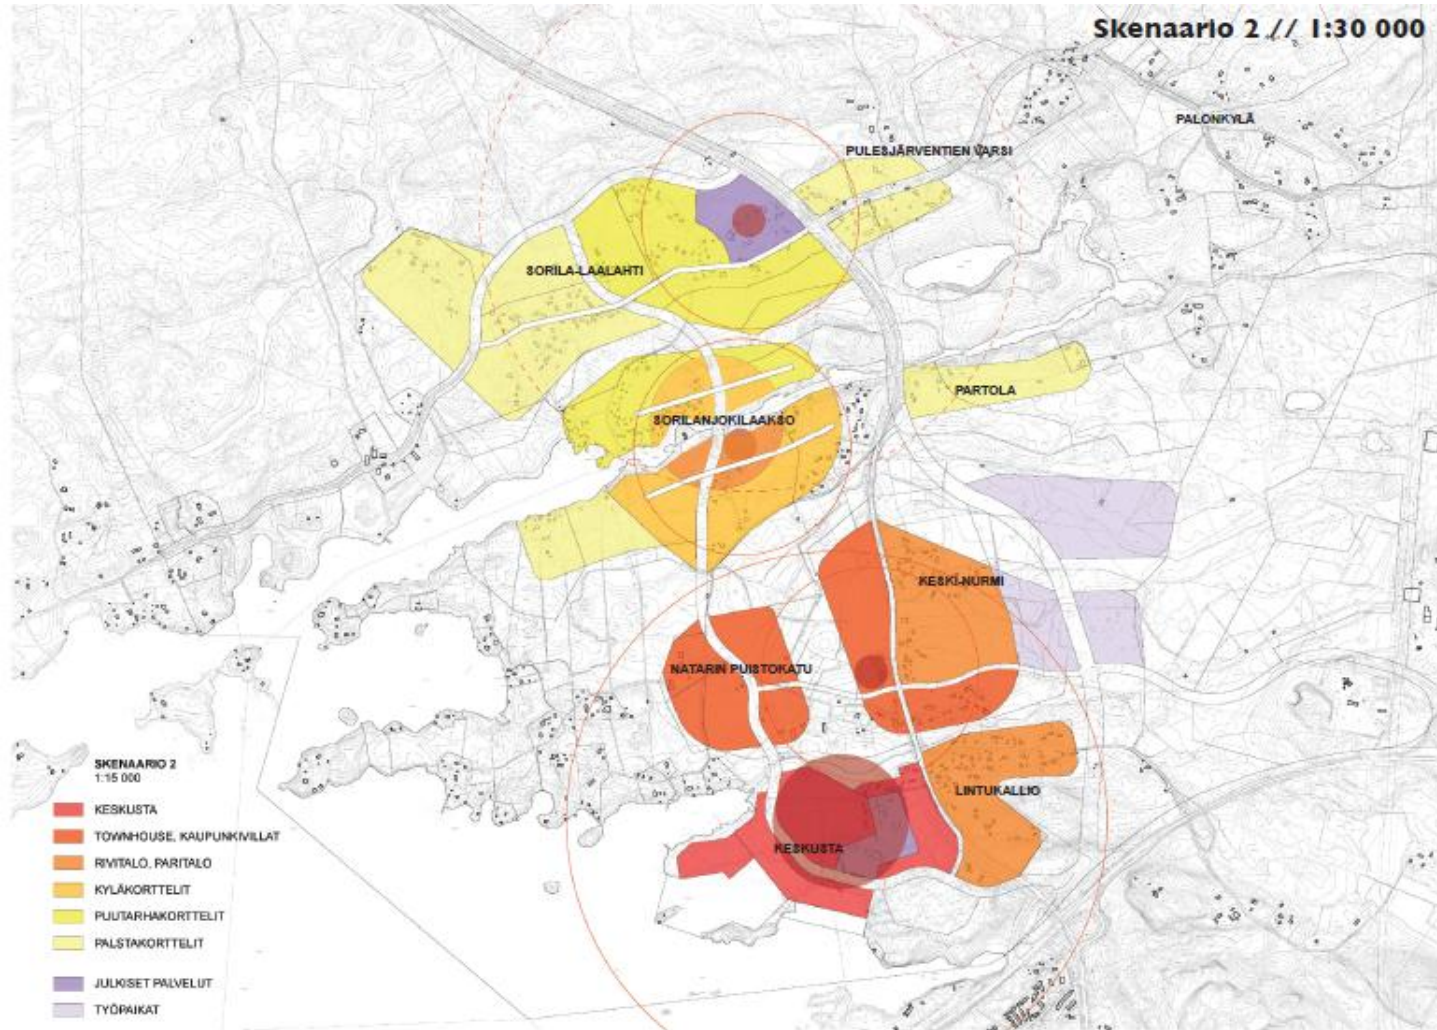 Skenaario 2 // 1:30 000
PALONKYLÄ
PULESJÄRVENTIEN VARSI
SORILA-LAALAHTI
PARTOLA
SORILANJOKILAAKSO
KESKI-NURMI
NATARIN PUISTOKATU
LINTUKALLIO
KESKUSTA
SKENAARIO 2
1:15 000
KESKUSTA
TOWNHOUSE, KAUPUNKIVILLAT
RIVITALO, PARITALO
KYLÄKORTTELIT
PUUTARHAKORTTELIT
PALSTAKORTTELIT
JULKISET PALVELUT
TYÖPAIKAT